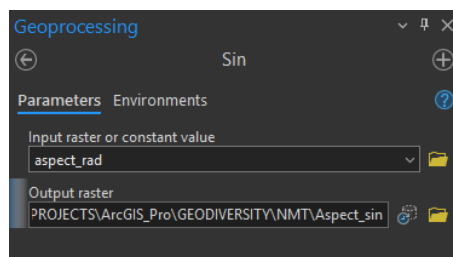 Geoprocessing
Sin
Parameters Environments
Input raster or constant value
aspect_rad
Output raster
PROJECTS\ArcGIS_Pro\GEODIVERSITY\NMT\Aspect_sin